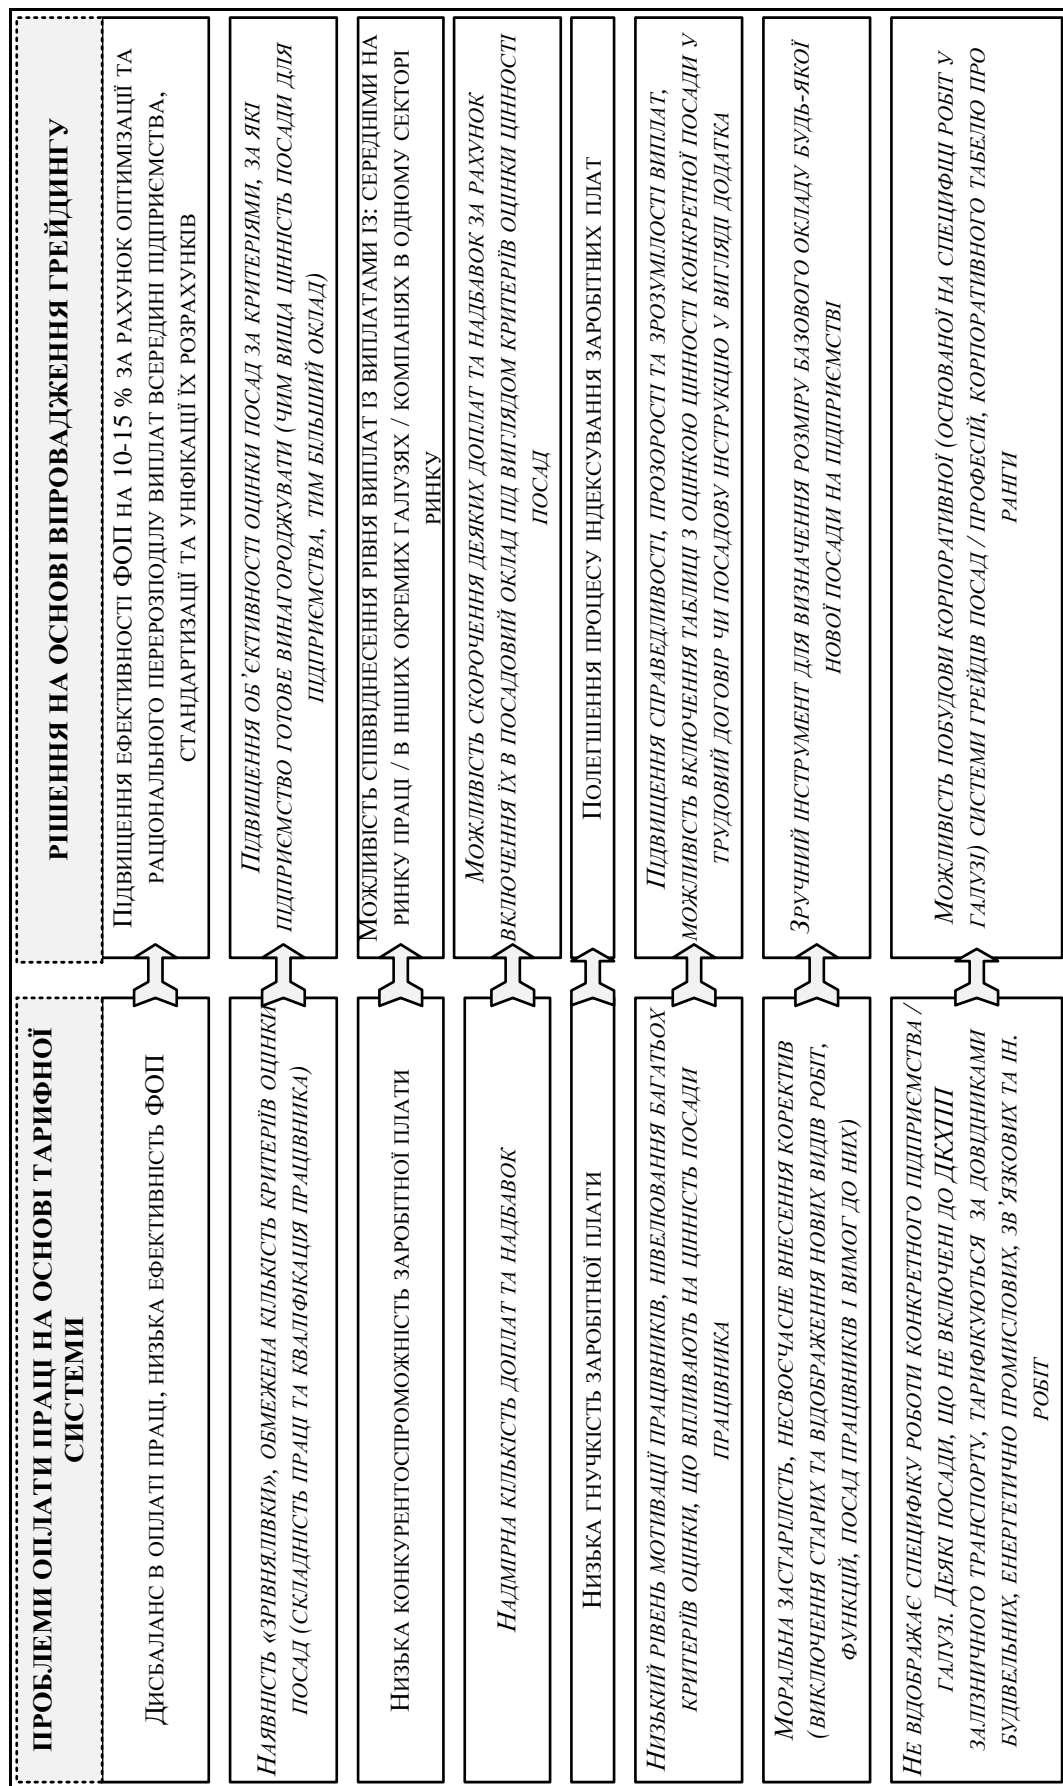 ПРОБЛЕМИ ОПЛАТИ ПРАЦІ НА ОСНОВІ ТАРИФНОЇ
СИСТЕМИ
РІШЕННЯ НА ОСНОВІ ВПРОВАДЖЕННЯ ГРЕЙДИНГУ
ДИСБАЛАНС В ОПЛАТІ ПРАЦІ, НИЗЬКА ЕФЕКТИВНІСТЬ ФОП
ПІДВИЩЕННЯ ЕФЕКТИВНОСТІ ФОП НА 10-15 % ЗА РАХУНОК ОПТИМІЗАЦІЇ ТА
РАЦІОНАЛЬНОГО ПЕРЕРОЗПОДІЛУ ВИПЛАТ ВСЕРЕДИНІ ПІДПРИЄМСТВА,
СТАНДАРТИЗАЦІЇ ТА УНІФІКАЦІЇ ЇХ РОЗРАХУНКІВ
НАЯВНІСТЬ «ЗРІВНЯЛІВКИ», ОБМЕЖЕНА КІЛЬКІСТЬ КРИТЕРІЇВ ОЦІНКИ
ПОСАД (СКЛАДНІСТЬ ПРАЦІ ТА КВАЛІФІКАЦІЯ ПРАЦІВНИКА)
ПІДВИЩЕННЯ ОБ’ЄКТИВНОСТІ ОЦІНКИ ПОСАД ЗА КРИТЕРІЯМИ, ЗА ЯКІ
ПІДПРИЄМСТВО ГОТОВЕ ВИНАГОРОДЖУВАТИ (ЧИМ ВИЩА ЦІННІСТЬ ПОСАДИ ДЛЯ
ПІДПРИЄМСТВА, ТИМ БІЛЬШИЙ ОКЛАД)
НИЗЬКА КОНКУРЕНТОСПРОМОЖНІСТЬ ЗАРОБІТНОЇ ПЛАТИ
МОЖЛИВІСТЬ СПІВВІДНЕСЕННЯ РІВНЯ ВИПЛАТ ІЗ ВИПЛАТАМИ ІЗ: СЕРЕДНІМИ НА
РИНКУ ПРАЦІ / В ІНШИХ ОКРЕМИХ ГАЛУЗЯХ / КОМПАНІЯХ В ОДНОМУ СЕКТОРІ
РИНКУ
НАДМІРНА КІЛЬКІСТЬ ДОПЛАТ ТА НАДБАВОК
МОЖЛИВІСТЬ СКОРОЧЕННЯ ДЕЯКИХ ДОПЛАТ ТА НАДБАВОК ЗА РАХУНОК
ВКЛЮЧЕННЯ ЇХ В ПОСАДОВИЙ ОКЛАД ПІД ВИГЛЯДОМ КРИТЕРІЇВ ОЦІНКИ ЦІННОСТІ
ПОСАД
НИЗЬКА ГНУЧКІСТЬ ЗАРОБІТНОЇ ПЛАТИ
ПОЛЕГШЕННЯ ПРОЦЕСУ ІНДЕКСУВАННЯ ЗАРОБІТНИХ ПЛАТ
НИЗЬКИЙ РІВЕНЬ МОТИВАЦІЇ ПРАЦІВНИКІВ, НІВЕЛЮВАННЯ БАГАТЬОХ
КРИТЕРІЇВ ОЦІНКИ, ЩО ВПЛИВАЮТЬ НА ЦІННІСТЬ ПОСАДИ
ПРАЦІВНИКА
ПІДВИЩЕННЯ СПРАВЕДЛИВОСТІ, ПРОЗОРОСТІ ТА ЗРОЗУМІЛОСТІ ВИПЛАТ,
МОЖЛИВІСТЬ ВКЛЮЧЕННЯ ТАБЛИЦІ З ОЦІНКОЮ ЦІННОСТІ КОНКРЕТНОЇ ПОСАДИ У
ТРУДОВИЙ ДОГОВІР ЧИ ПОСАДОВУ ІНСТРУКЦІЮ У ВИГЛЯДІ ДОДАТКА
МОРАЛЬНА ЗАСТАРІЛІСТЬ, НЕСВОЄЧАСНЕ ВНЕСЕННЯ КОРЕКТИВ
(ВИКЛЮЧЕННЯ СТАРИХ ТА ВІДОБРАЖЕННЯ НОВИХ ВИДІВ РОБІТ,
ФУНКЦІЙ, ПОСАД ПРАЦІВНИКІВ І ВИМОГ ДО НИХ)
ЗРУЧНИЙ ІНСТРУМЕНТ ДЛЯ ВИЗНАЧЕННЯ РОЗМІРУ БАЗОВОГО ОКЛАДУ БУДЬ-ЯКОЇ
НОВОЇ ПОСАДИ НА ПІДПРИЄМСТВІ
НЕ ВІДОБРАЖАЄ СПЕЦИФІКУ РОБОТИ КОНКРЕТНОГО ПІДПРИЄМСТВА /
ГАЛУЗІ. ДЕЯКІ ПОСАДИ, ЩО НЕ ВКЛЮЧЕНІ ДО ДКХПП
ЗАЛІЗНИЧНОГО ТРАНСПОРТУ, ТАРИФІКУЮТЬСЯ ЗА ДОВІДНИКАМИ
БУДІВЕЛЬНИХ, ЕНЕРГЕТИЧНО ПРОМИСЛОВИХ, ЗВ’ЯЗКОВИХ ТА ІН.
РОБІТ
МОЖЛИВІСТЬ ПОБУДОВИ КОРПОРАТИВНОЇ (ОСНОВАНОЇ НА СПЕЦИФІЦІ РОБІТ У
ГАЛУЗІ) СИСТЕМИ ГРЕЙДІВ ПОСАД / ПРОФЕСІЙ, КОРПОРАТИВНОГО ТАБЕЛЮ ПРО
РАНГИ